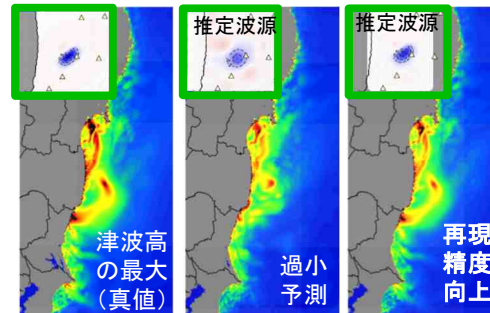 推定波源
推定波源
津波高
の最大
(真値)
過小
予測
再現
精度
向上